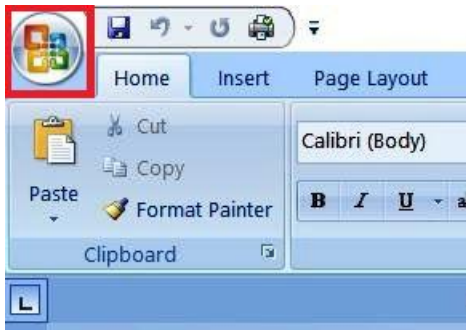 Home Insert Page Layout
Cut
Calibri (Body)
Copy
Paste
Format Painter
B I U a
Clipboard
L